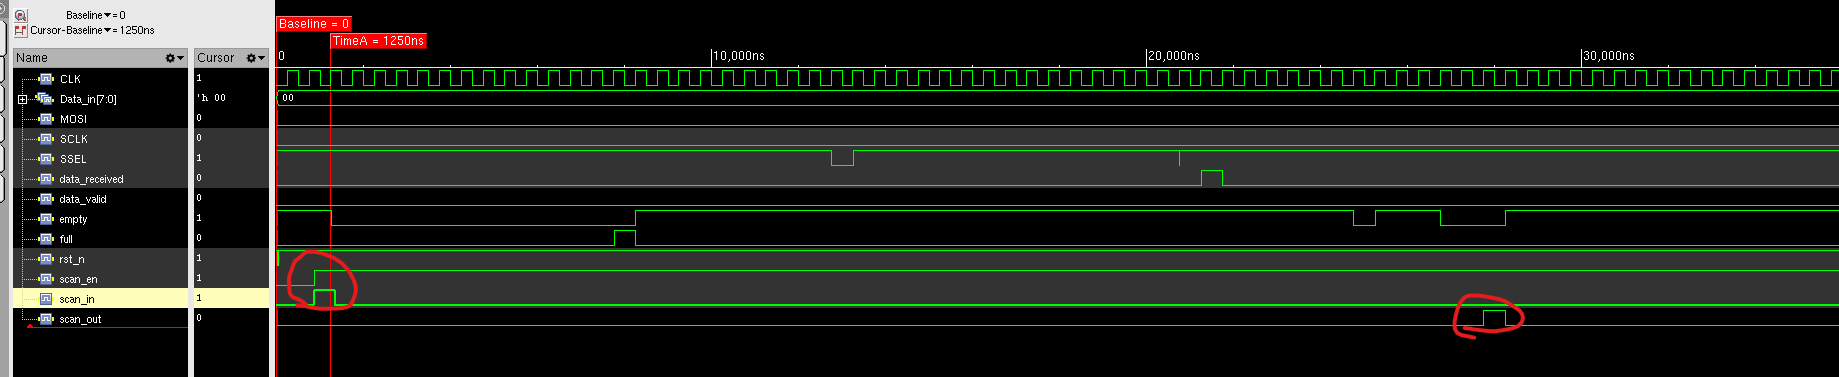 Baseline▼=0
Cursor-Baseline▼=1250ns
Baseline = 0
TimeA = 1250ns
Name Cursor 0 10,000ns 20,000ns 30,000ns
CLK 1
Data_in[7:0] 'h 00 00
MOSI 0
SCLK 0
SSEL 1
data_received 0
data_valid 0
empty 1
full 0
rst_n 1
scan_en 1
scan_in 1
scan_out 0